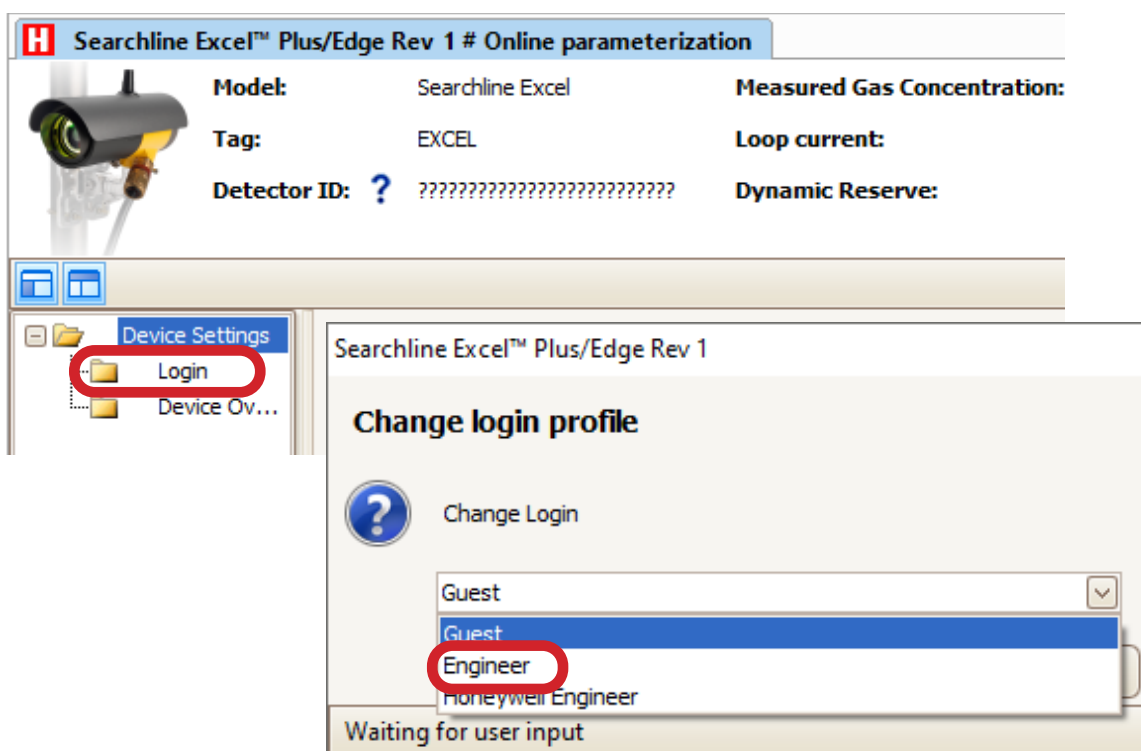 H Searchline Excel™ Plus/Edge Rev 1 # Online parameterization
Model: Searchline Excel Measured Gas Concentration:
Tag: EXCEL Loop current:
Detector ID: ? ??????????????????????????
Dynamic Reserve:
Device Settings
Login
Device Ov...
Searchline Excel™ Plus/Edge Rev 1
Change login profile
? Change Login
Guest
Guest
Engineer
Honeywell Engineer
Waiting for user input